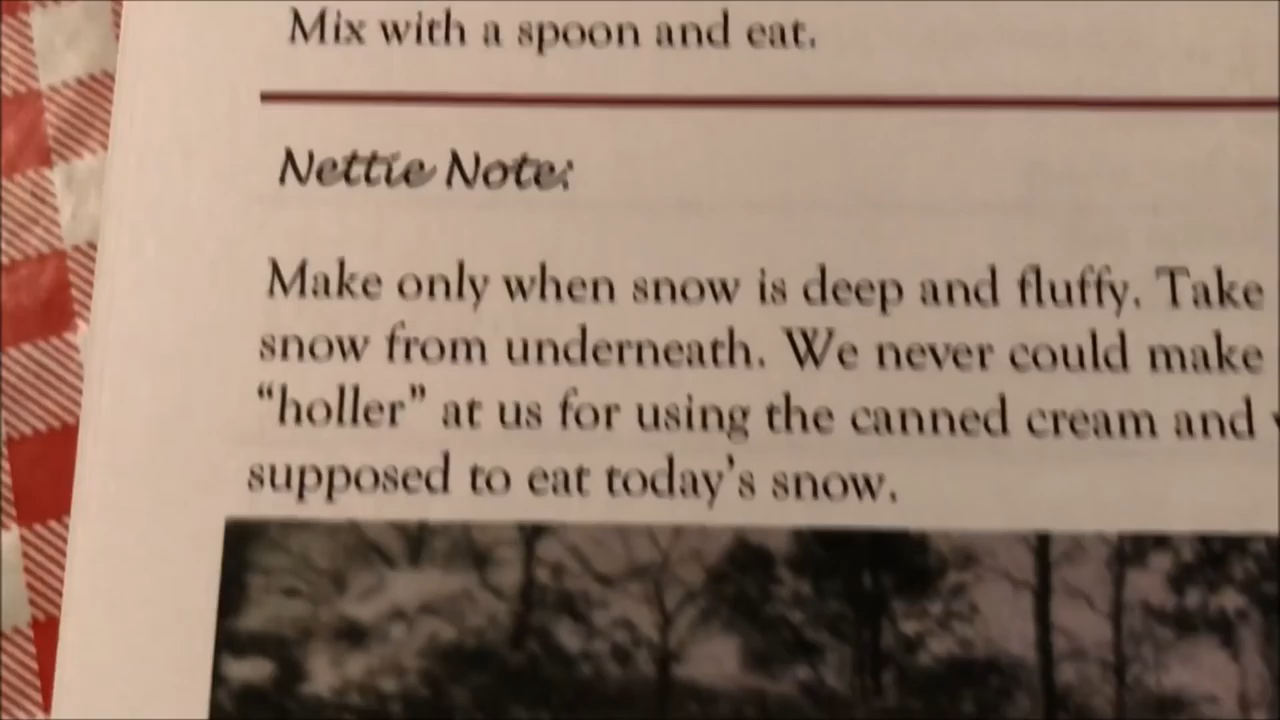 Mix with a spoon and eat.
Nettie Note:
Make only when snow is deep and fluffy. Take
snow from underneath. We never could make
“holler” at us for using the canned cream and
supposed to eat today’s snow.